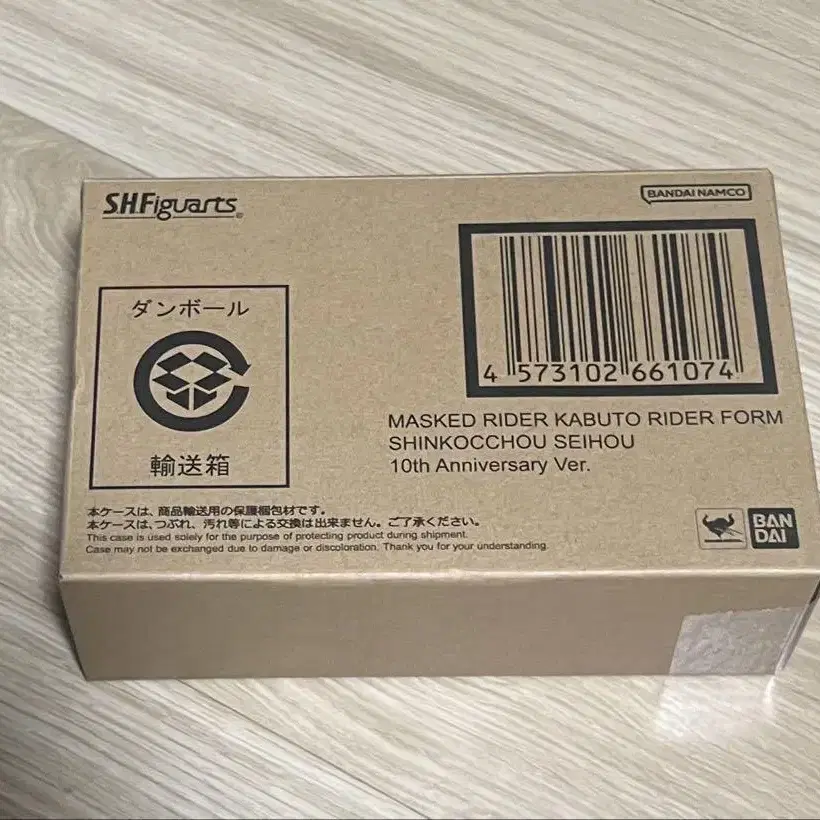 S.H.Figuarts
BANDAI NAMCO
ダンボール
輸送箱
4 573102 661074
MASKED RIDER KABUTO RIDER FORM
SHINKOCCHOU SEIHOU
10th Anniversary Ver.
本ケースは、商品輸送用の保護梱包材です。
本ケースは、つぶれ、汚れ等による交換は出来ません。ご了承ください。
This case is used solely for the purpose of protecting product during shipment.
Case may not be exchanged due to damage or discoloration. Thank you for your understanding.
BAN
DAI